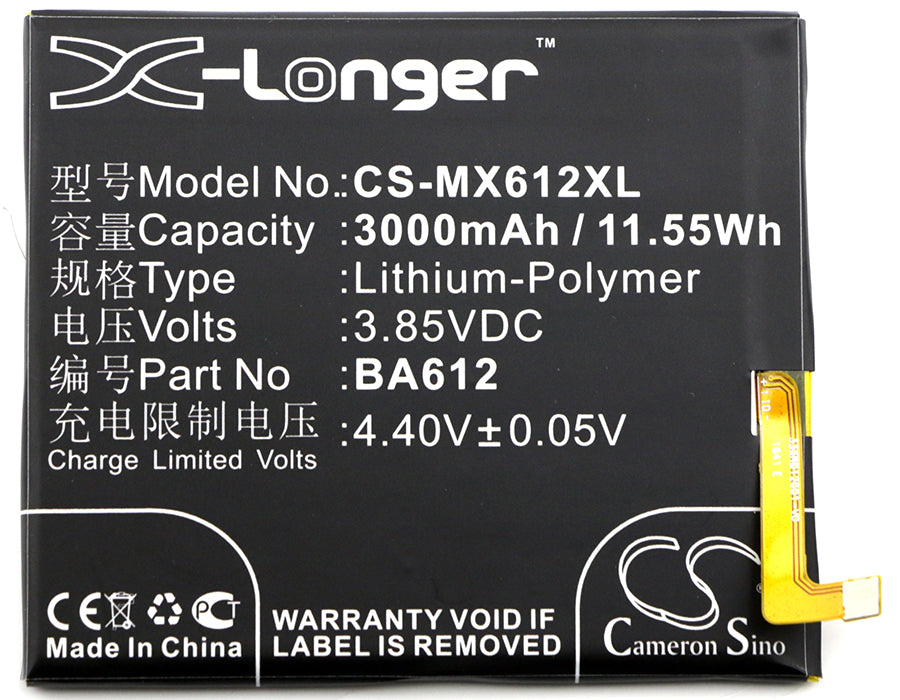 X-Longer™
型号Model No.:CS-MX612XL
容量Capacity :3000mAh / 11.55Wh
规格Type :Lithium-Polymer
电压Volts :3.85VDC
编号Part No :BA612
充电限制电压 :4.40V±0.05V
Charge Limited Volts
CE PCT
Made in China
WARRANTY VOID IF
LABEL IS REMOVED
CS
Cameron Sino